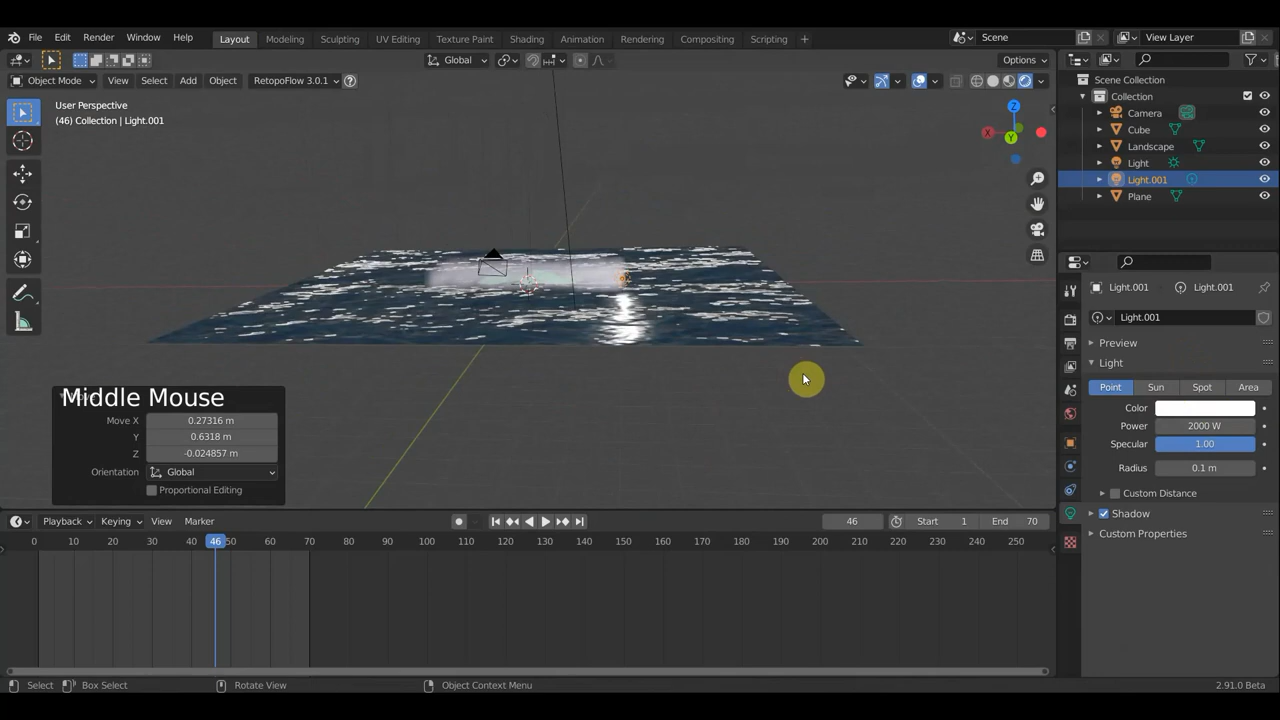 File Edit Render Window Help Layout Modeling Sculpting UV Editing Texture Paint Shading Animation Rendering Compositing Scripting + Scene View Layer
Global Options
Object Mode View Select Add Object RetopoFlow 3.0.1
User Perspective
(46) Collection | Light.001
X Y Z
Scene Collection
Collection
Camera
Cube
Landscape
Light
Light.001
Plane
Light.001 Light.001
Light.001
Preview
Light
Point Sun Spot Area
Color
Power 2000 W
Specular 1.00
Radius 0.1 m
Custom Distance
Shadow
Custom Properties
Middle Mouse
Move X 0.27316 m
Y 0.6318 m
Z -0.024857 m
Orientation Global
Proportional Editing
Playback Keying View Marker 46 Start 1 End 70
0 10 20 30 40 46 50 60 70 80 90 100 110 120 130 140 150 160 170 180 190 200 210 220 230 240 250
Select Box Select Rotate View Object Context Menu 2.91.0 Beta